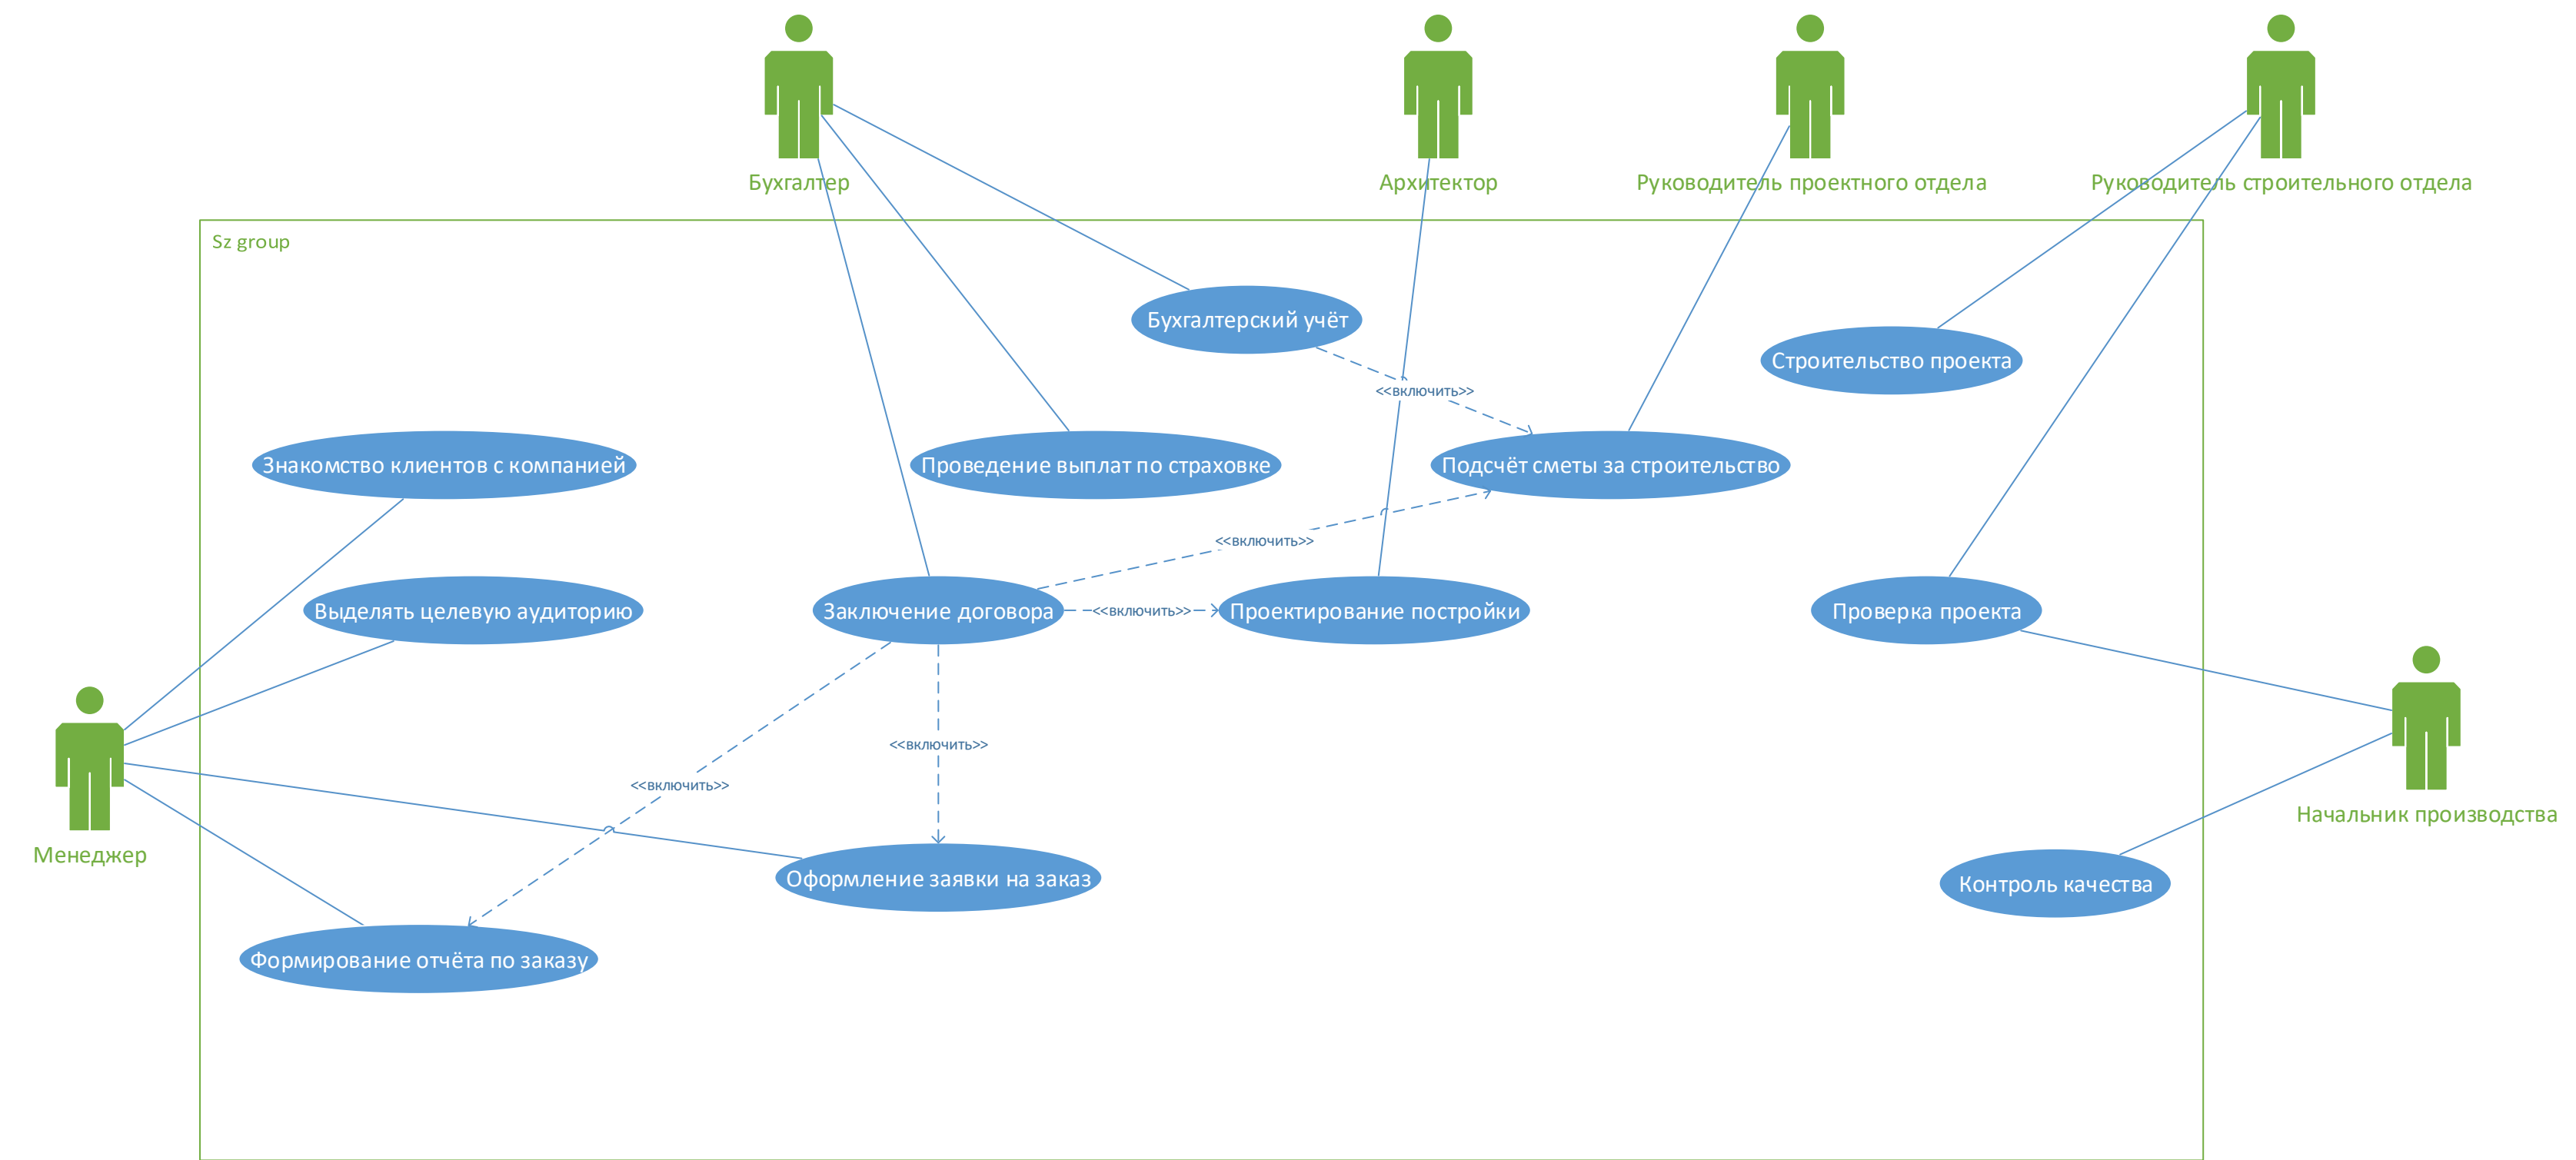 Бухгалтер
Архитектор
Руководитель проектного отдела
Руководитель строительного отдела
Sz group
Бухгалтерский учёт
Строительство проекта
<<включить>>
Знакомство клиентов с компанией
Проведение выплат по страховке
Подсчёт сметы за строительство
<<включить>>
Выделять целевую аудиторию
Заключение договора
<<включить>>
Проектирование постройки
Проверка проекта
<<включить>>
<<включить>>
Начальник производства
Менеджер
Оформление заявки на заказ
Контроль качества
Формирование отчёта по заказу